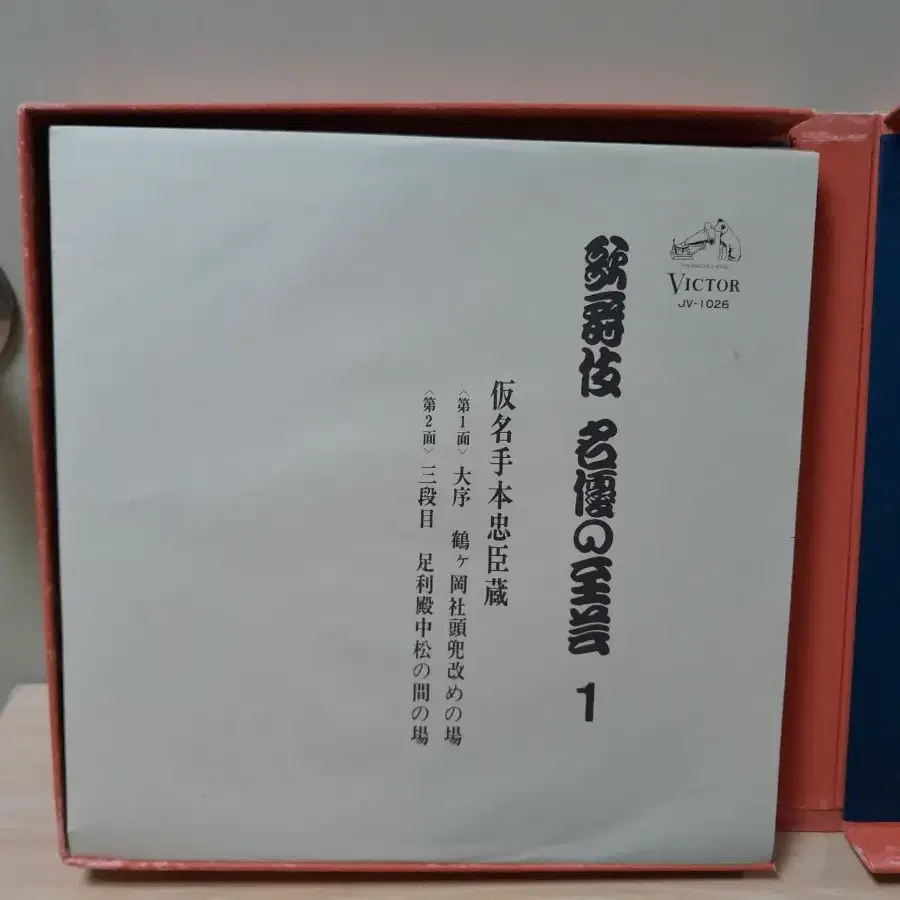 VICTOR
JV-1026
歌舞伎 名優の至芸 1
仮名手本忠臣蔵
〈第1面〉大序 鶴ヶ岡社頭兜改めの場
〈第2面〉三段目 足利殿中松の間の場